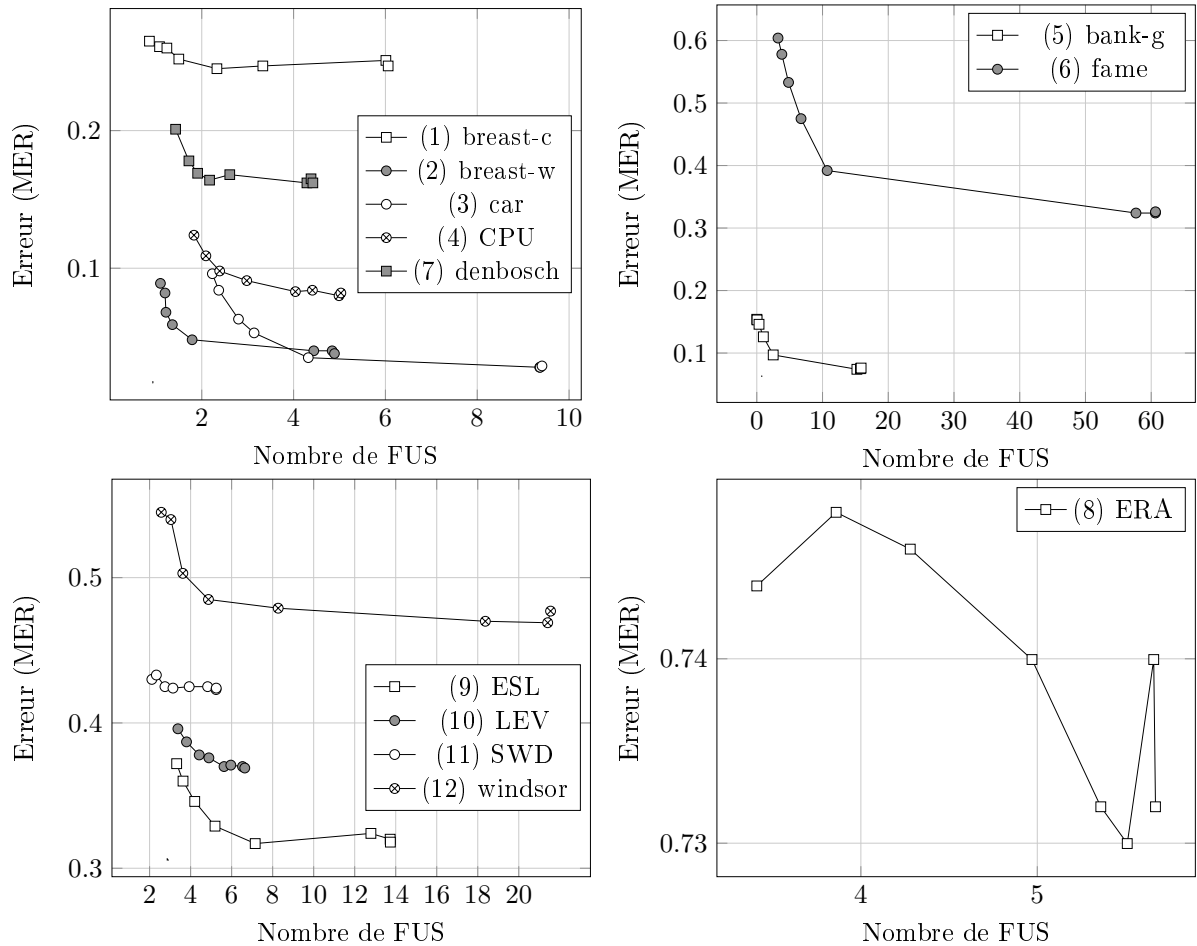 Erreur (MER)
0.2
0.1
2
4
6
8
10
Nombre de FUS
(1) breast-c
(2) breast-w
(3) car
(4) CPU
(7) denbosch
Erreur (MER)
0.6
0.5
0.4
0.3
0.2
0.1
0
10
20
30
40
50
60
Nombre de FUS
(5) bank-g
(6) fame
Erreur (MER)
0.5
0.4
0.3
2
4
6
8
10
12
14
16
18
20
Nombre de FUS
(9) ESL
(10) LEV
(11) SWD
(12) windsor
Erreur (MER)
0.74
0.73
4
5
Nombre de FUS
(8) ERA